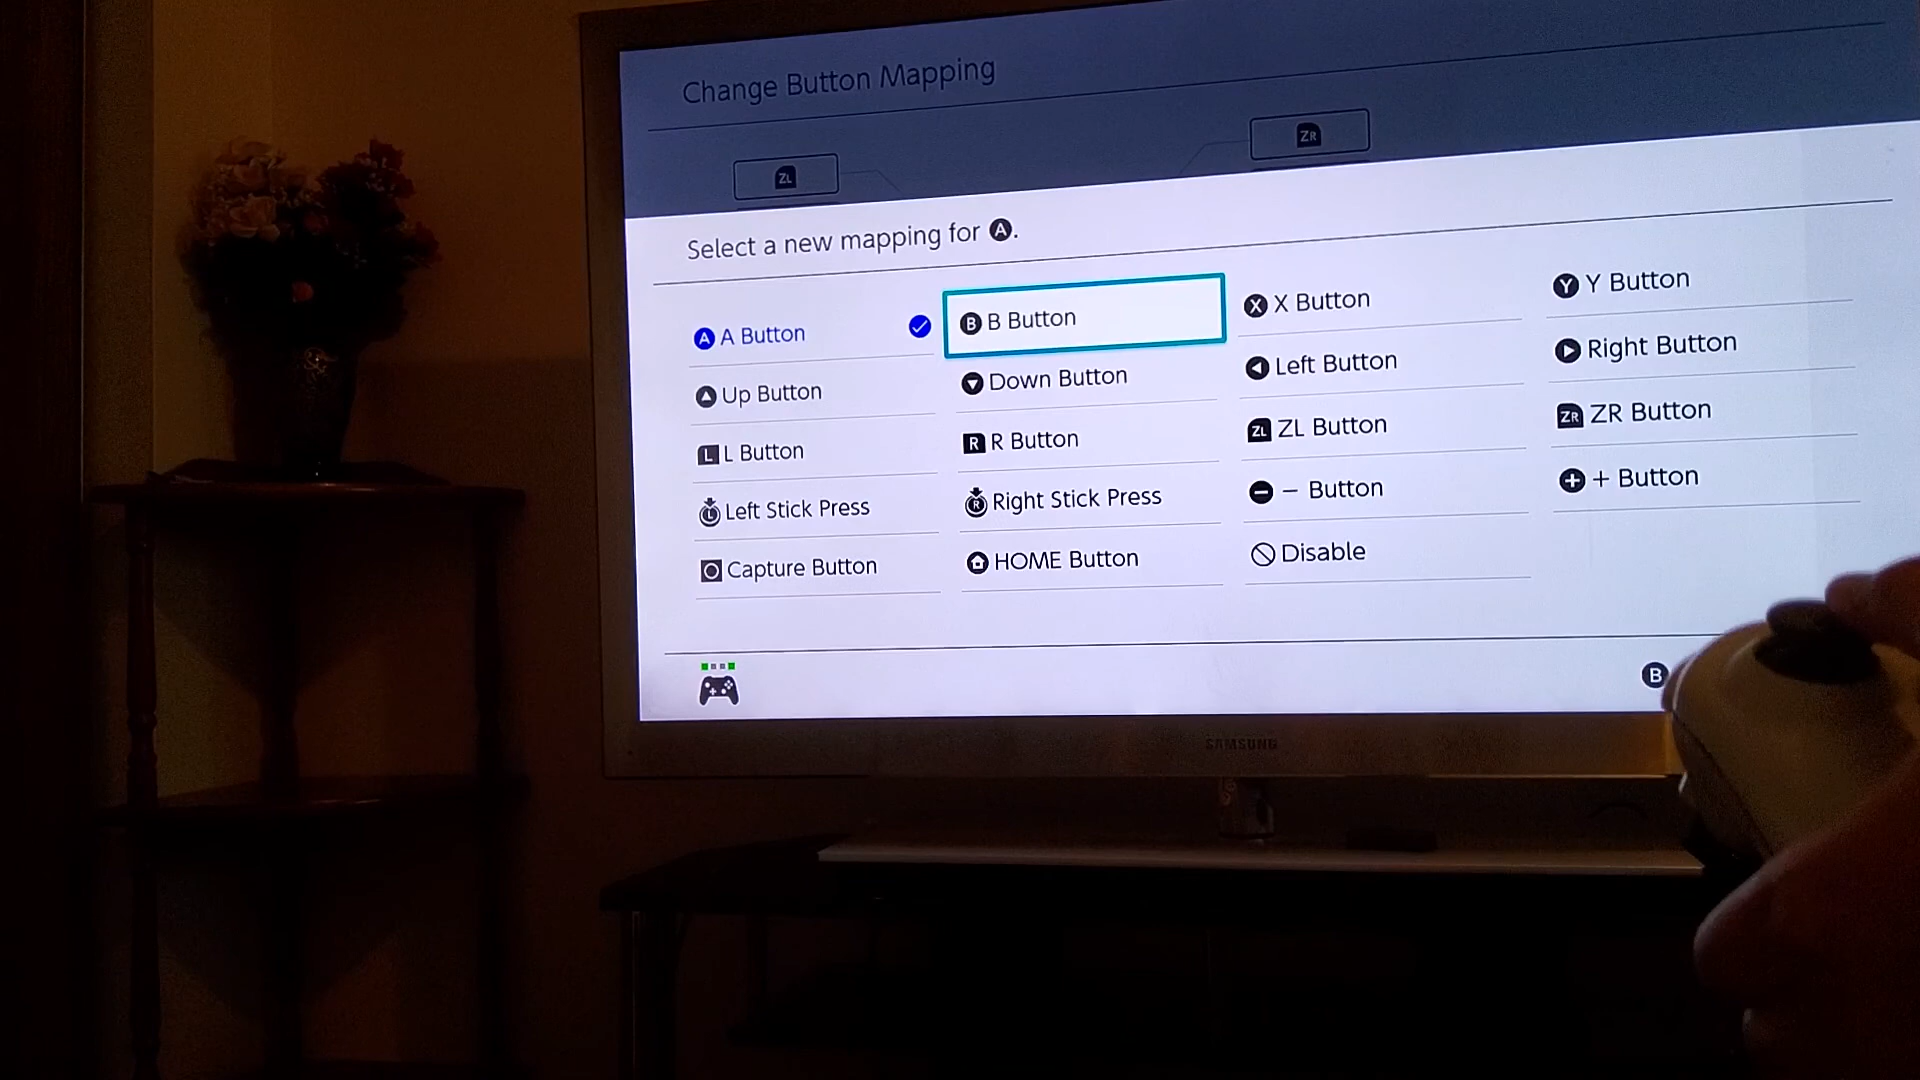 Change Button Mapping
ZL
ZR
Select a new mapping for A.
A A Button
B B Button
X X Button
Y Y Button
Up Button
Down Button
Left Button
Right Button
L L Button
R R Button
ZL ZL Button
ZR ZR Button
L Left Stick Press
R Right Stick Press
− Button
+ Button
Capture Button
HOME Button
Disable
B
SAMSUNG